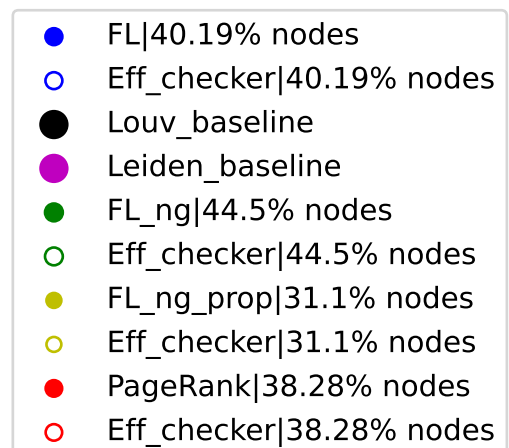 FL|40.19% nodes
Eff_checker|40.19% nodes
Louv_baseline
Leiden_baseline
FL_ng|44.5% nodes
Eff_checker|44.5% nodes
FL_ng_prop|31.1% nodes
Eff_checker|31.1% nodes
PageRank|38.28% nodes
Eff_checker|38.28% nodes